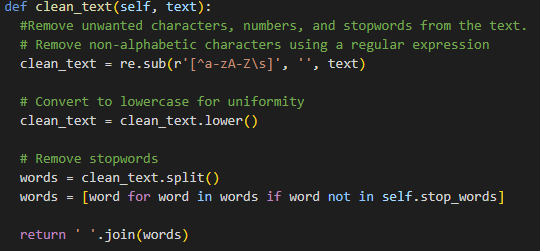 def clean_text(self, text):
#Remove unwanted characters, numbers, and stopwords from the text.
# Remove non-alphabetic characters using a regular expression
clean_text = re.sub(r'[^a-zA-Z\s]', '', text)
# Convert to lowercase for uniformity
clean_text = clean_text.lower()
# Remove stopwords
words = clean_text.split()
words = [word for word in words if word not in self.stop_words]
return ' '.join(words)